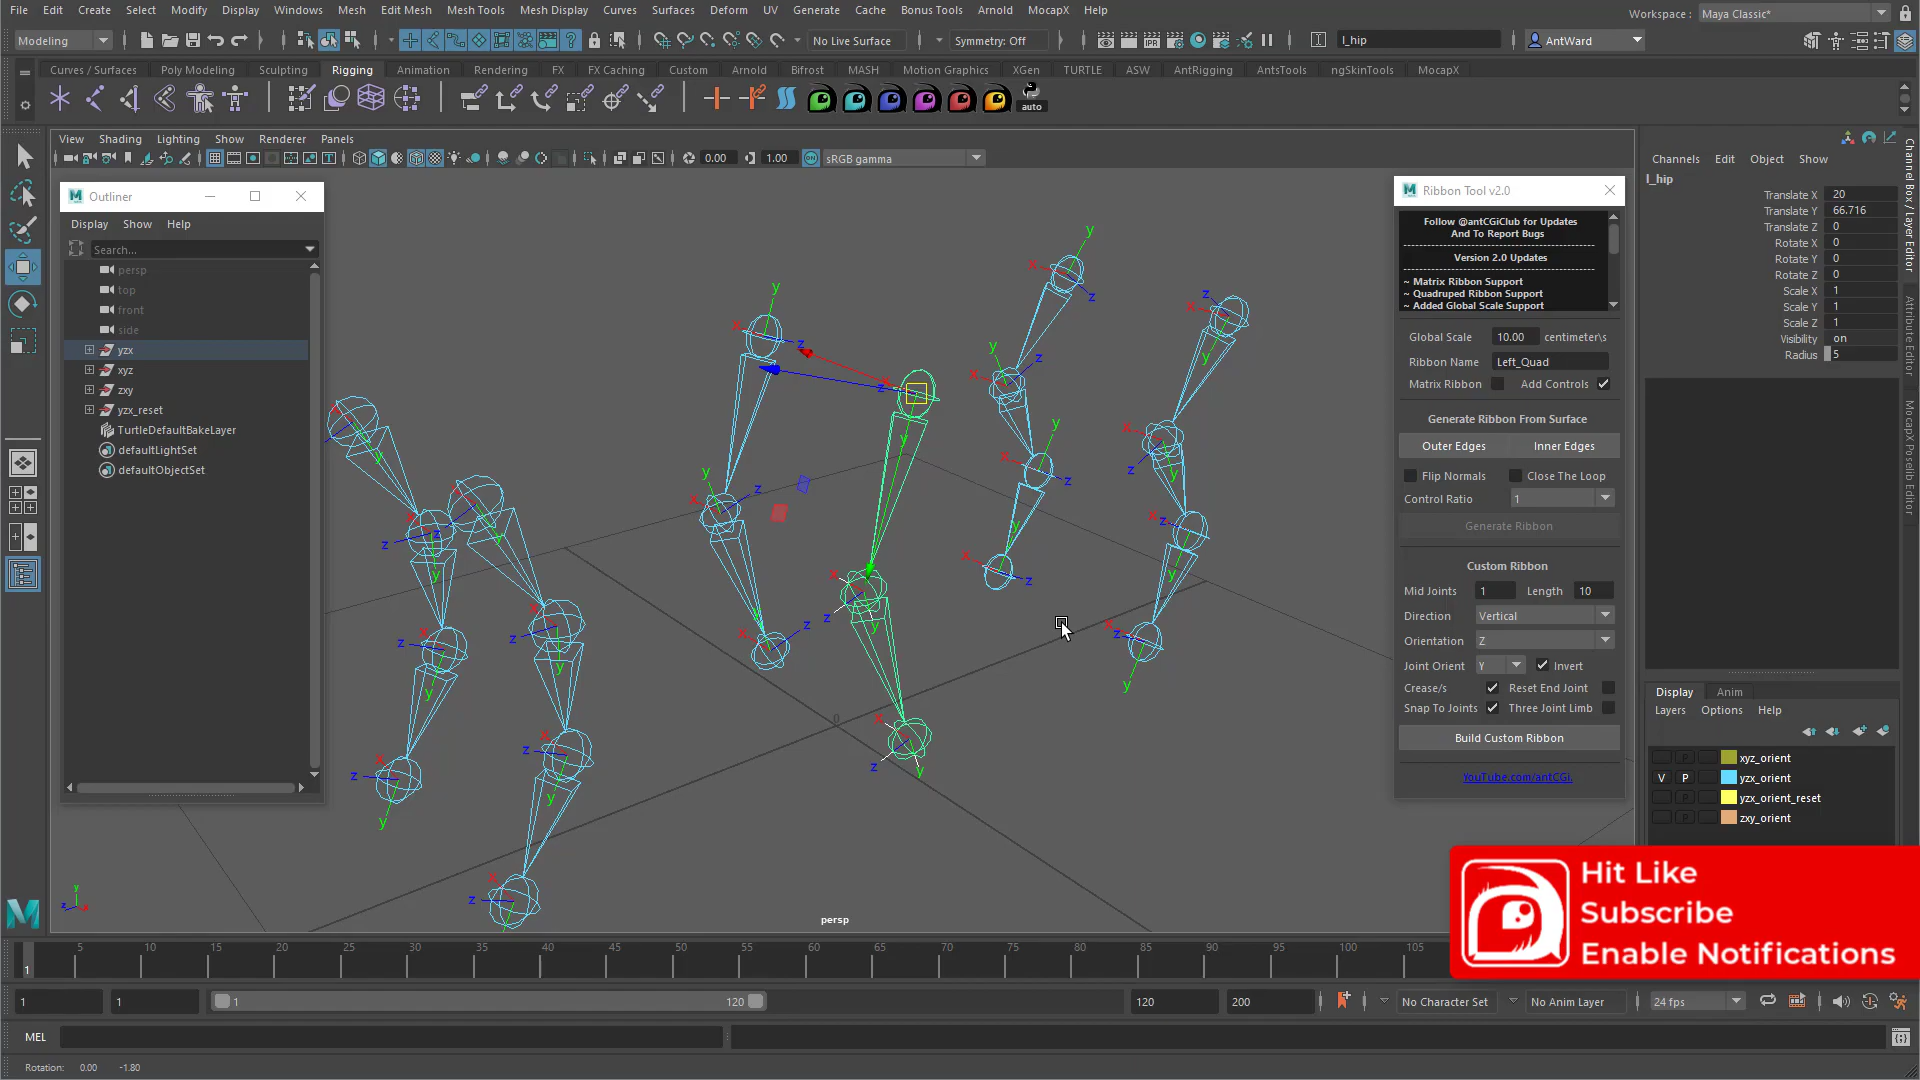 File Edit Create Select Modify Display Windows Mesh Edit Mesh Mesh Tools Mesh Display Curves Surfaces Deform UV Generate Cache Bonus Tools Arnold MocapX Help
Workspace : Maya Classic*
Modeling No Live Surface Symmetry: Off l_hip AntWard
Curves / Surfaces Poly Modeling Sculpting Rigging Animation Rendering FX FX Caching Custom Arnold Bifrost MASH Motion Graphics XGen TURTLE ASW AntRigging AntsTools ngSkinTools MocapX
auto
View Shading Lighting Show Renderer Panels
0.00 1.00 ON sRGB gamma
Outliner
Display Show Help
Search...
persp
top
front
side
yzx
xyz
zxy
yzx_reset
TurtleDefaultBakeLayer
defaultLightSet
defaultObjectSet
persp
Ribbon Tool v2.0
Follow @antCGiClub for Updates
And To Report Bugs
Version 2.0 Updates
~ Matrix Ribbon Support
~ Quadruped Ribbon Support
~ Added Global Scale Support
Global Scale 10.00 centimeter\s
Ribbon Name Left_Quad
Matrix Ribbon Add Controls
Generate Ribbon From Surface
Outer Edges Inner Edges
Flip Normals Close The Loop
Control Ratio 1
Generate Ribbon
Custom Ribbon
Mid Joints 1 Length 10
Direction Vertical
Orientation Z
Joint Orient Y Invert
Crease/s Reset End Joint
Snap To Joints Three Joint Limb
Build Custom Ribbon
YouTube.com/antCGi.
Channels Edit Object Show
l_hip
Translate X 20
Translate Y 66.716
Translate Z 0
Rotate X 0
Rotate Y 0
Rotate Z 0
Scale X 1
Scale Y 1
Scale Z 1
Visibility on
Radius 5
Channel Box / Layer Editor
Attribute Editor
MocapX Poselib Editor
Display Anim
Layers Options Help
xyz_orient
V P yzx_orient
yzx_orient_reset
zxy_orient
Hit Like
Subscribe
Enable Notifications
5 10 15 20 25 30 35 40 45 50 55 60 65 70 75 80 85 90 95 100 105
1
1 1 1 120 120 200 No Character Set No Anim Layer 24 fps
MEL
Rotation: 0.00 -1.80